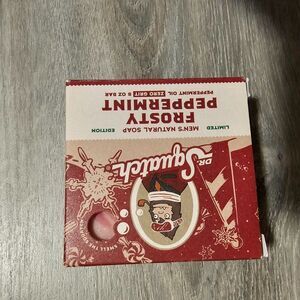 DR.
Squatch.
LIMITED EDITION
MEN'S NATURAL SOAP
FROSTY
PEPPERMINT
PEPPERMINT OIL ZERO GRIT 5 OZ BAR